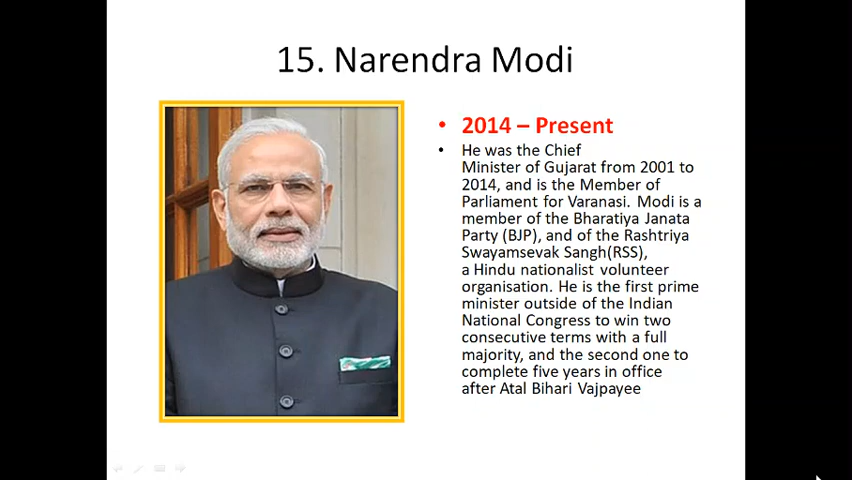 15. Narendra Modi
• 2014 – Present
• He was the Chief
Minister of Gujarat from 2001 to
2014, and is the Member of
Parliament for Varanasi. Modi is a
member of the Bharatiya Janata
Party (BJP), and of the Rashtriya
Swayamsevak Sangh(RSS),
a Hindu nationalist volunteer
organisation. He is the first prime
minister outside of the Indian
National Congress to win two
consecutive terms with a full
majority, and the second one to
complete five years in office
after Atal Bihari Vajpayee